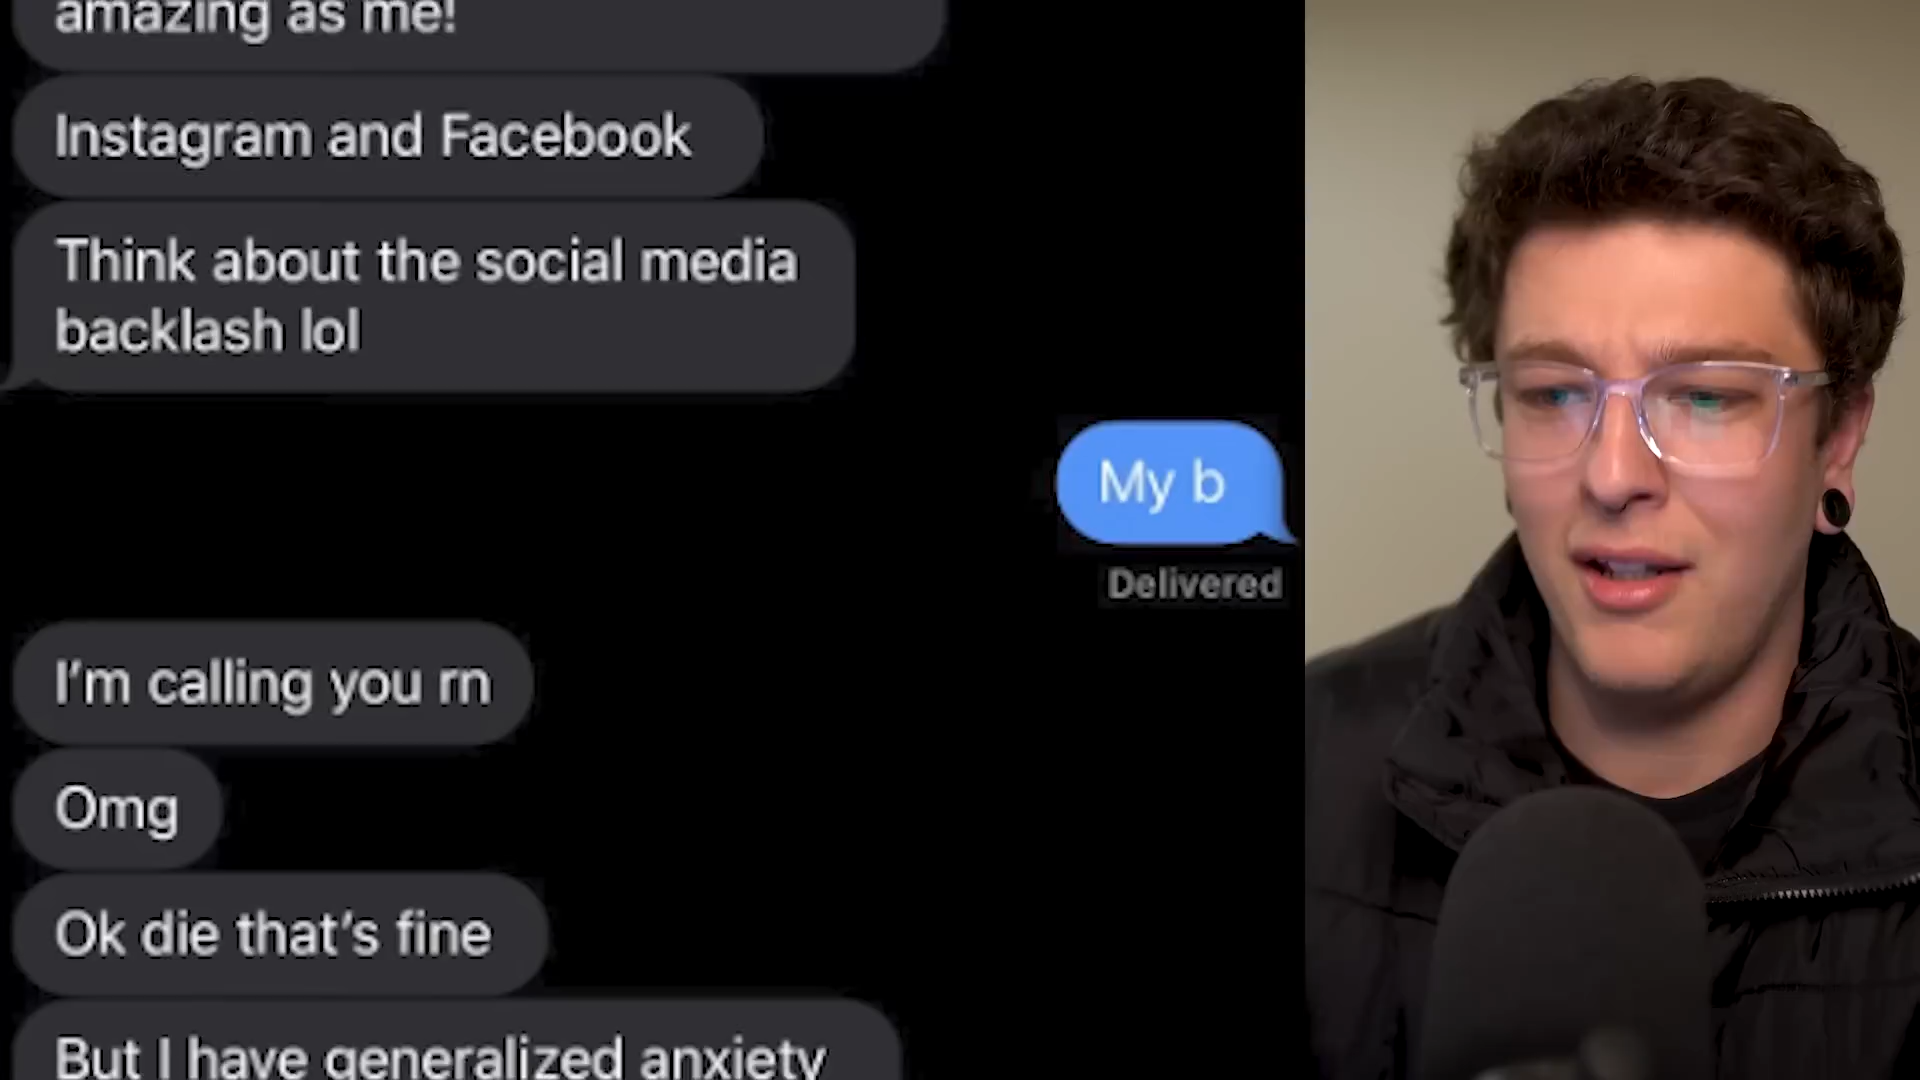 amazing as me!
Instagram and Facebook
Think about the social media
backlash lol
My b
Delivered
I’m calling you rn
Omg
Ok die that’s fine
But I have generalized anxiety